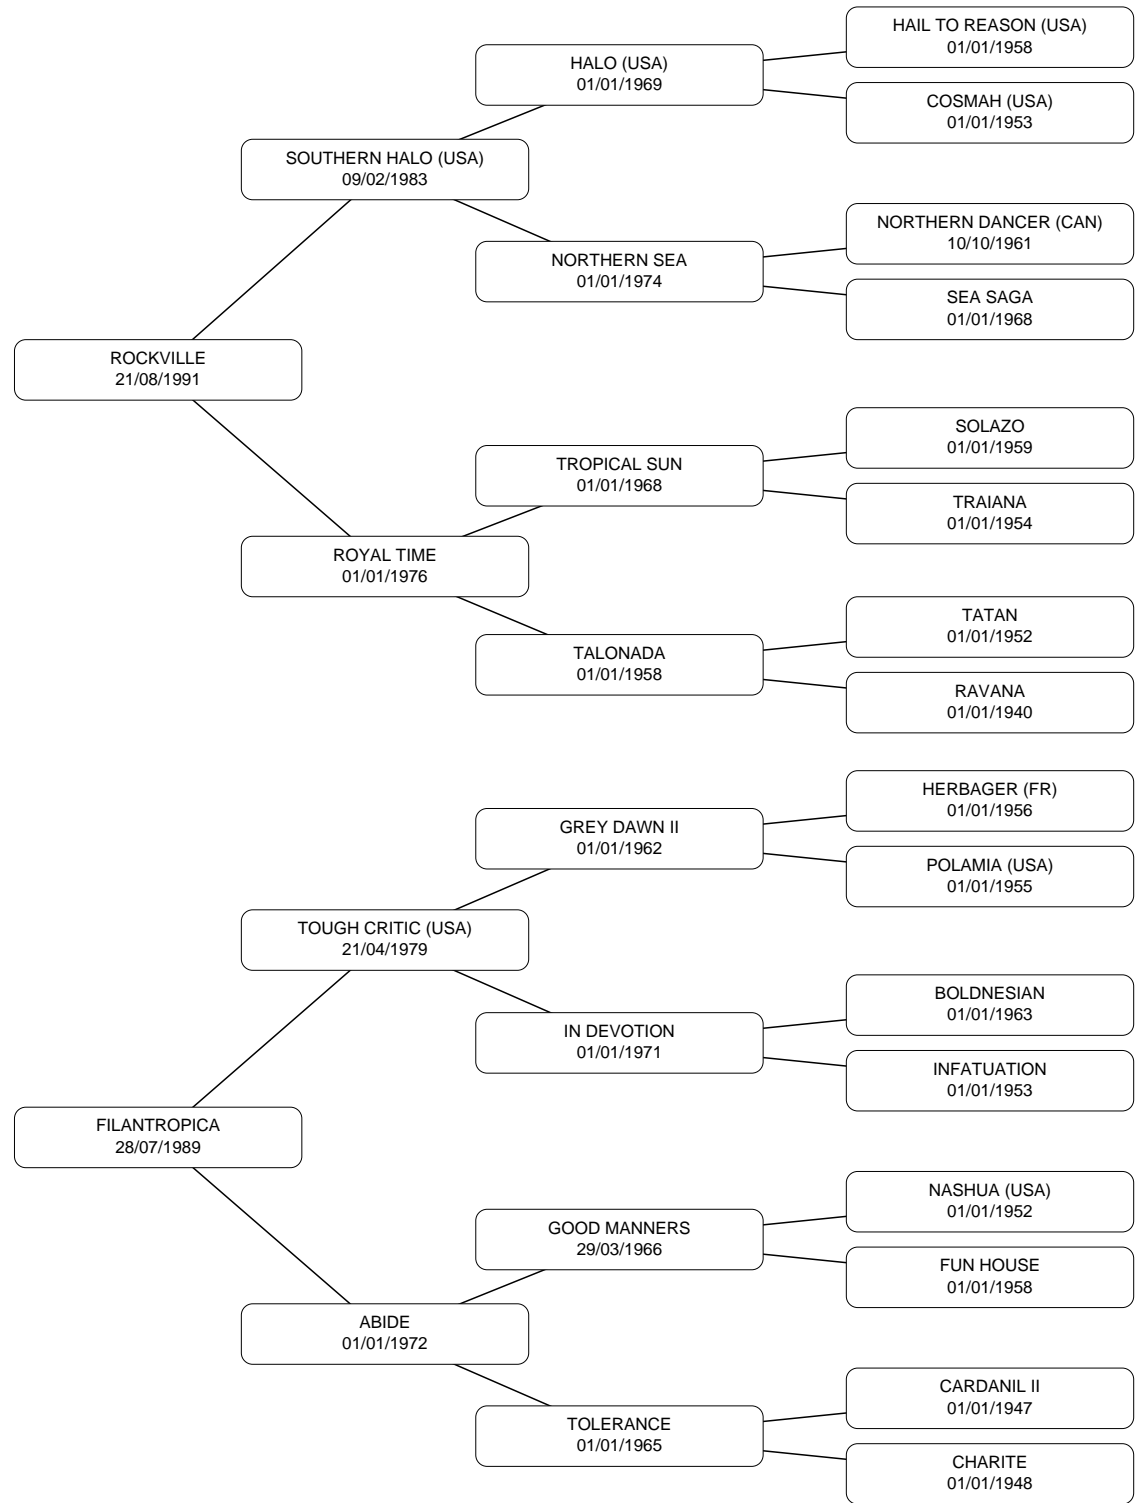 HAIL TO REASON (USA)
01/01/1958
HALO (USA)
01/01/1969
COSMAH (USA)
01/01/1953
SOUTHERN HALO (USA)
09/02/1983
NORTHERN DANCER (CAN)
10/10/1961
NORTHERN SEA
01/01/1974
SEA SAGA
01/01/1968
ROCKVILLE
21/08/1991
SOLAZO
01/01/1959
TROPICAL SUN
01/01/1968
TRAIANA
01/01/1954
ROYAL TIME
01/01/1976
TATAN
01/01/1952
TALONADA
01/01/1958
RAVANA
01/01/1940
HERBAGER (FR)
01/01/1956
GREY DAWN II
01/01/1962
POLAMIA (USA)
01/01/1955
TOUGH CRITIC (USA)
21/04/1979
BOLDNESIAN
01/01/1963
IN DEVOTION
01/01/1971
INFATUATION
01/01/1953
FILANTROPICA
28/07/1989
NASHUA (USA)
01/01/1952
GOOD MANNERS
29/03/1966
FUN HOUSE
01/01/1958
ABIDE
01/01/1972
CARDANIL II
01/01/1947
TOLERANCE
01/01/1965
CHARITE
01/01/1948